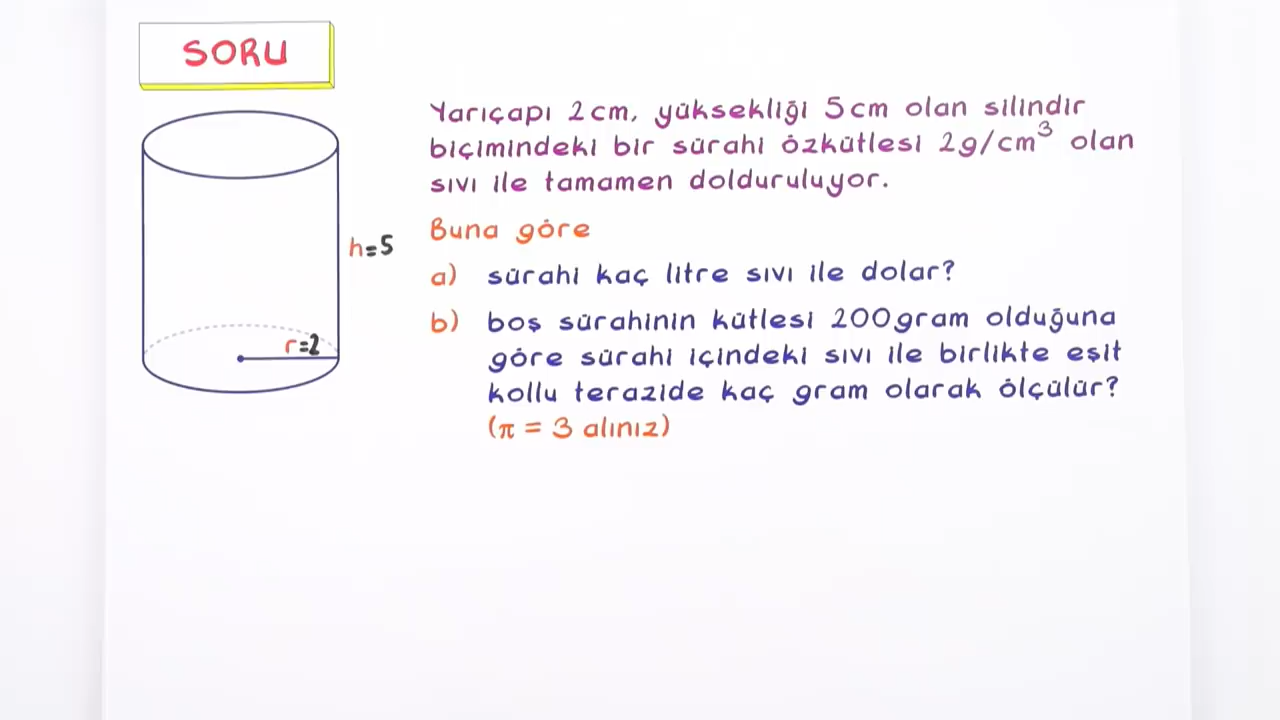 SORU
Yarıçapı 2cm, yüksekliği 5cm olan silindir
biçimindeki bir sürahi özkütlesi 2g/cm³ olan
sıvı ile tamamen dolduruluyor.
Buna göre
h=5
a) sürahi kaç litre sıvı ile dolar?
b) boş sürahinin kütlesi 200gram olduğuna
r=2
göre sürahi içindeki sıvı ile birlikte eşit
kollu terazide kaç gram olarak ölçülür?
(π = 3 alınız)